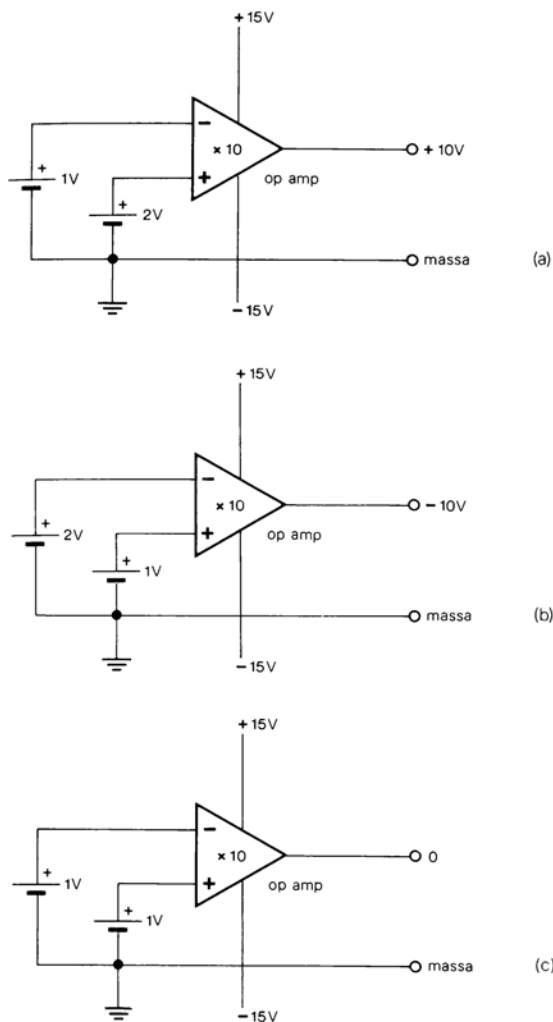 +15V
−
× 10
+
op amp
+ 10V
+
1V
+
2V
massa
(a)
−15V
+15V
−
× 10
+
op amp
− 10V
+
2V
+
1V
massa
(b)
−15V
+15V
−
× 10
+
op amp
0
+
1V
+
1V
massa
(c)
−15V